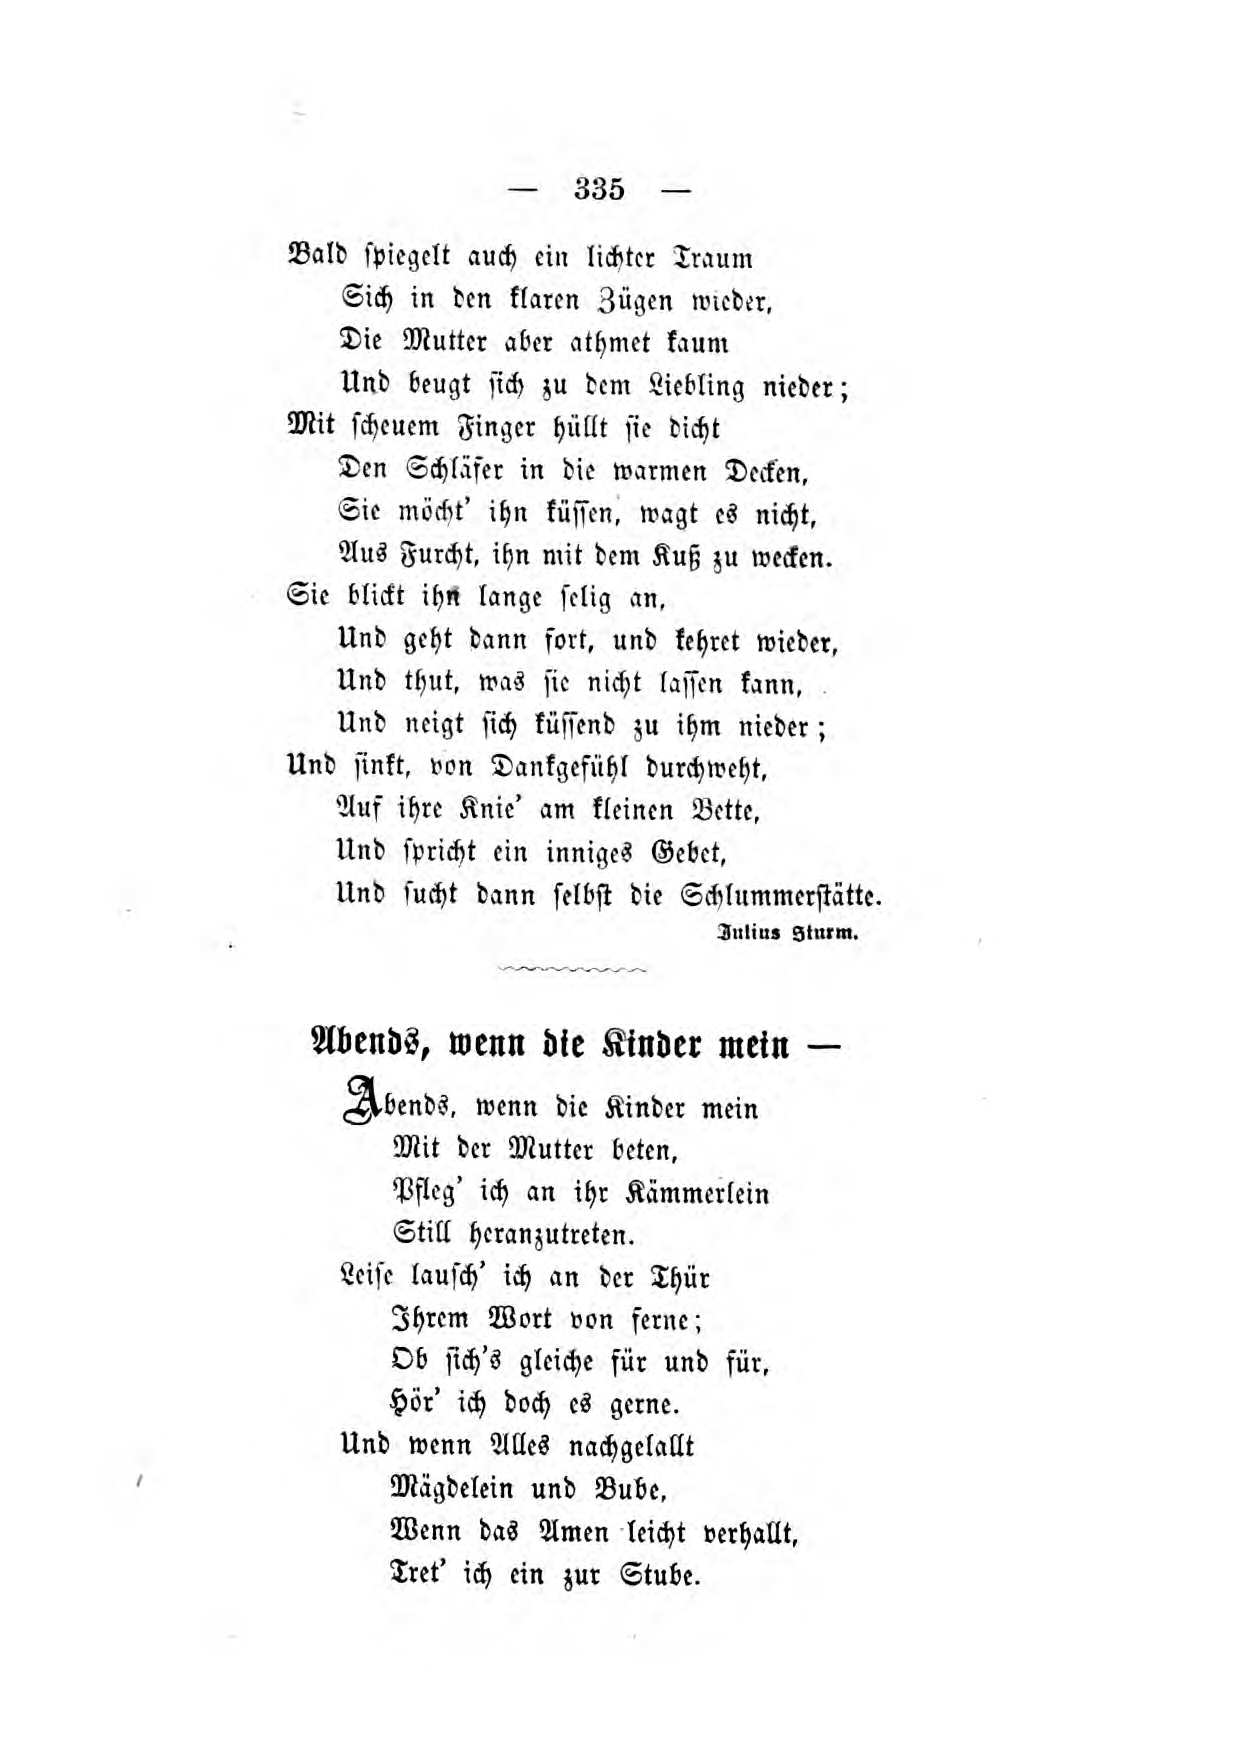 — 335 —
Bald spiegelt auch ein lichter Traum
Sich in den klaren Zügen wieder,
Die Mutter aber athmet kaum
Und beugt sich zu dem Liebling nieder;
Mit scheuem Finger hüllt sie dicht
Den Schläfer in die warmen Decken,
Sie möcht' ihn küssen, wagt es nicht,
Aus Furcht, ihn mit dem Kuß zu wecken.
Sie blickt ihn lange selig an,
Und geht dann fort, und kehret wieder,
Und thut, was sie nicht lassen kann,
Und neigt sich küssend zu ihm nieder;
Und sinkt, von Dankgefühl durchweht,
Auf ihre Knie' am kleinen Bette,
Und spricht ein inniges Gebet,
Und sucht dann selbst die Schlummerstätte.
Julius Sturm.
Abends, wenn die Kinder mein —
Abends, wenn die Kinder mein
Mit der Mutter beten,
Pfleg' ich an ihr Kämmerlein
Still heranzutreten.
Leise lausch' ich an der Thür
Ihrem Wort von ferne;
Ob sich's gleiche für und für,
Hör' ich doch es gerne.
Und wenn Alles nachgelallt
Mägdelein und Bube,
Wenn das Amen leicht verhallt,
Tret' ich ein zur Stube.